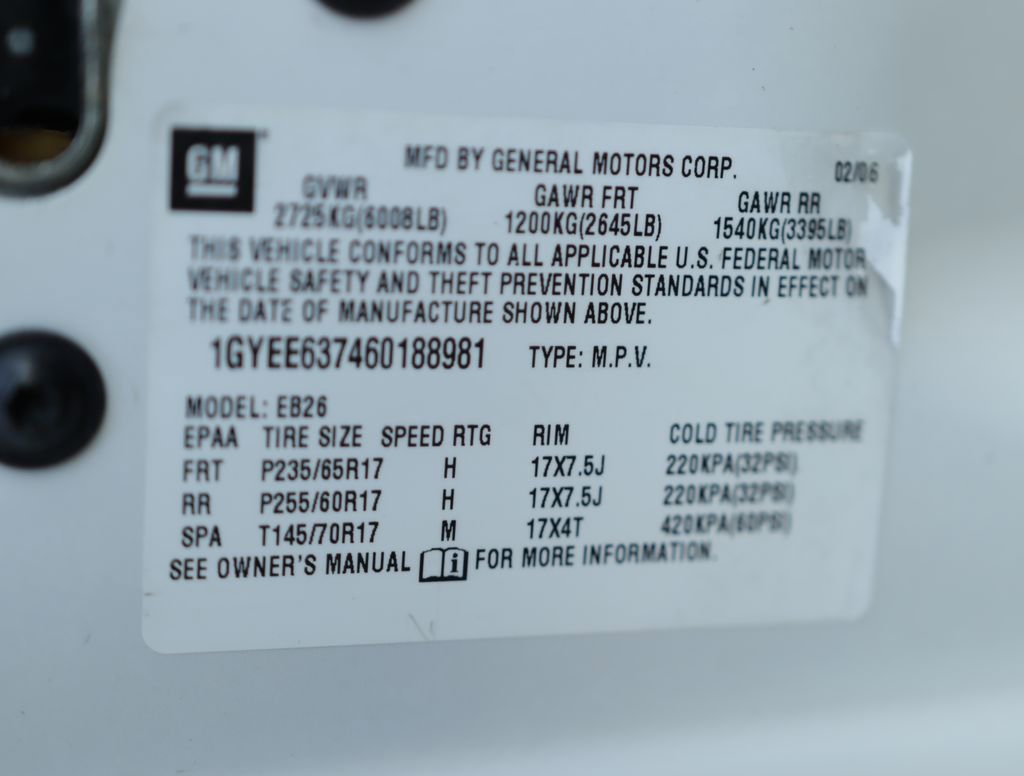 GM
MFD BY GENERAL MOTORS CORP. 02/06
GVWR GAWR FRT GAWR RR
2725KG(6008LB) 1200KG(2645LB) 1540KG(3395LB)
THIS VEHICLE CONFORMS TO ALL APPLICABLE U.S. FEDERAL MOTOR
VEHICLE SAFETY AND THEFT PREVENTION STANDARDS IN EFFECT ON
THE DATE OF MANUFACTURE SHOWN ABOVE.
1GYEE637460188981 TYPE: M.P.V.
MODEL: EB26
EPAA TIRE SIZE SPEED RTG RIM COLD TIRE PRESSURE
FRT P235/65R17 H 17X7.5J 220KPA(32PSI)
RR P255/60R17 H 17X7.5J 220KPA(32PSI)
SPA T145/70R17 M 17X4T 420KPA(60PSI)
SEE OWNER'S MANUAL i FOR MORE INFORMATION.